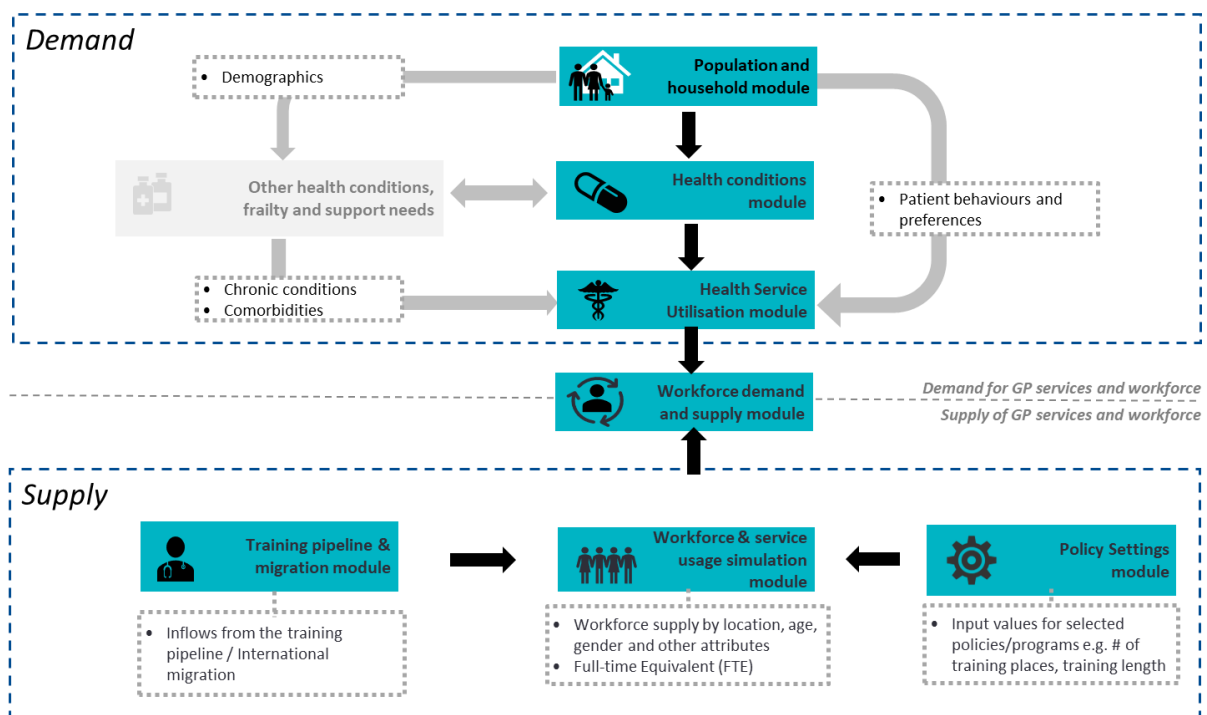 Demand
• Demographics
Population and
household module
Other health conditions,
frailty and support needs
Health conditions
module
• Patient behaviours and
preferences
• Chronic conditions
• Comorbidities
Health Service
Utilisation module
Workforce demand
and supply module
Demand for GP services and workforce
Supply of GP services and workforce
Supply
Training pipeline &
migration module
Workforce & service
usage simulation
module
Policy Settings
module
• Inflows from the training
pipeline / International
migration
• Workforce supply by location, age,
gender and other attributes
• Full-time Equivalent (FTE)
• Input values for selected
policies/programs e.g. # of
training places, training length